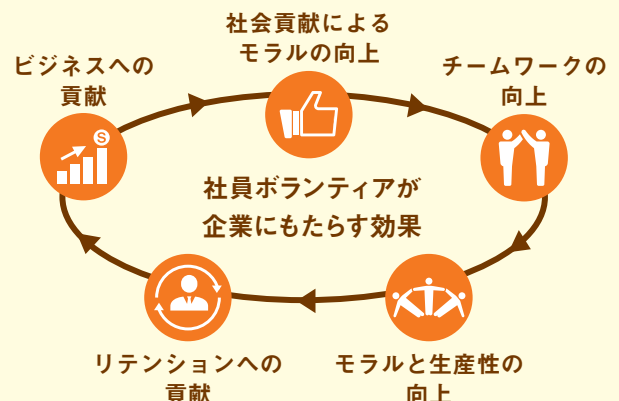 社会貢献による
モラルの向上
ビジネスへの
貢献
チームワークの
向上
S
社員ボランティアが
企業にもたらす効果
リテンションへの
貢献
モラルと生産性の
向上